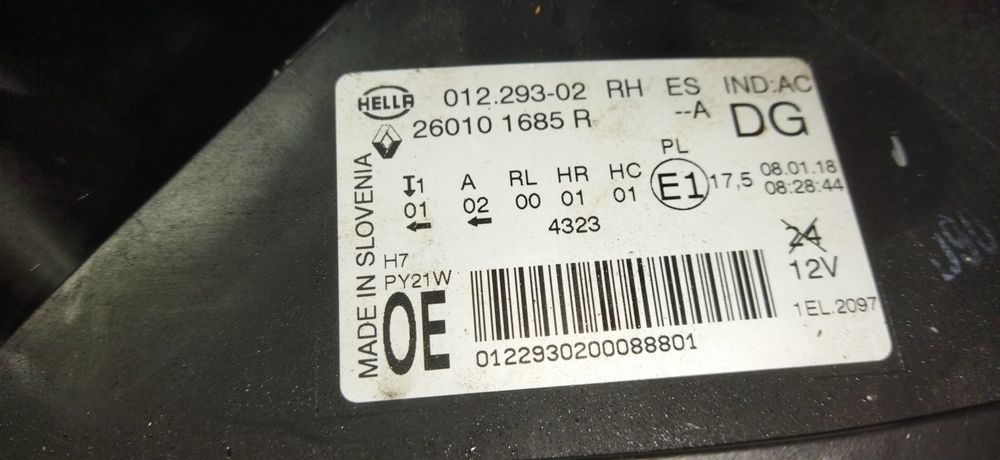 HELLA 012.293-02 RH ES IND:AC
26010 1685 R --A DG
MADE IN SLOVENIA
PL
1 A RL HR HC E1 17,5 08.01.18
01 02 00 01 01 08:28:44
4323
24
12V
H7
PY21W
OE
1EL.2097
0122930200088801